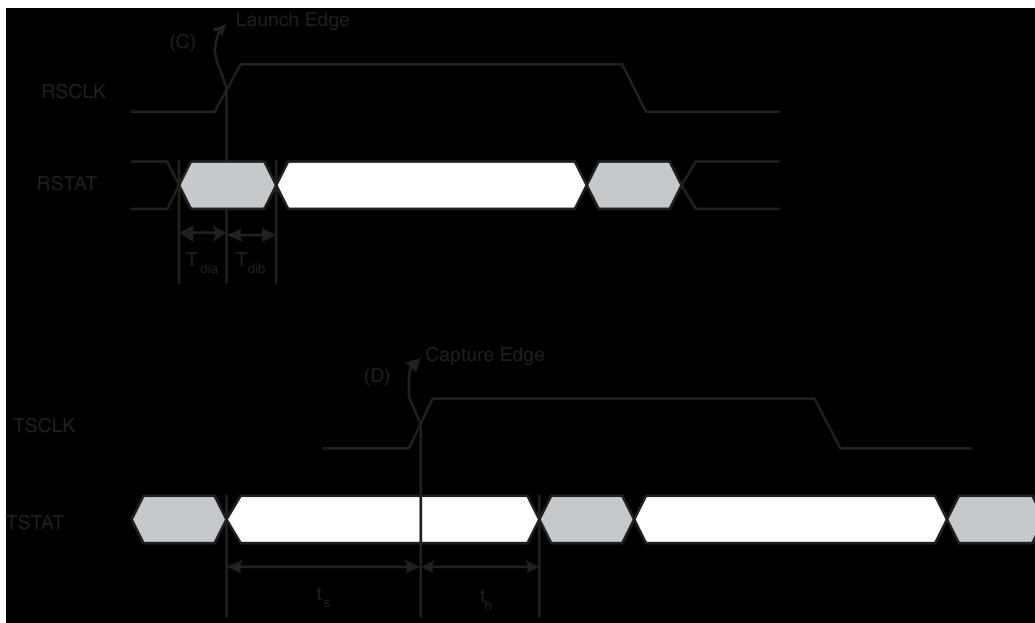 Launch Edge
(C)
RSCLK
RSTAT
T dia
T dib
Capture Edge
(D)
TSCLK
TSTAT
t s
t h